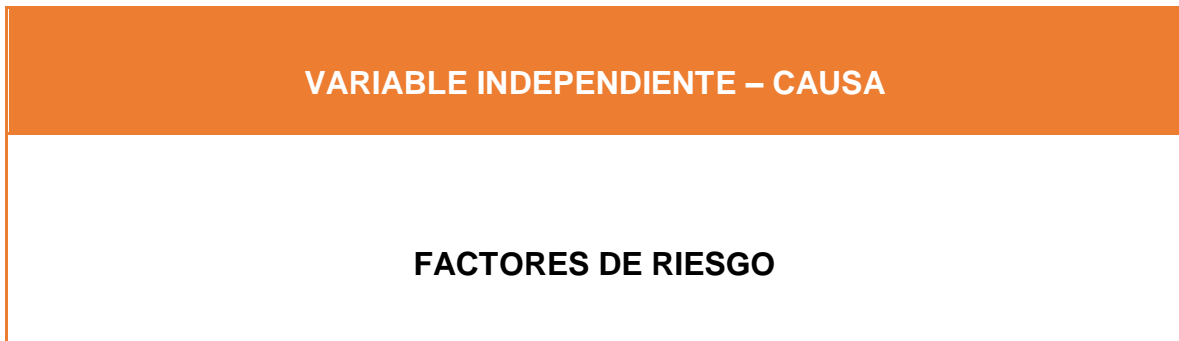 VARIABLE INDEPENDIENTE – CAUSA
FACTORES DE RIESGO